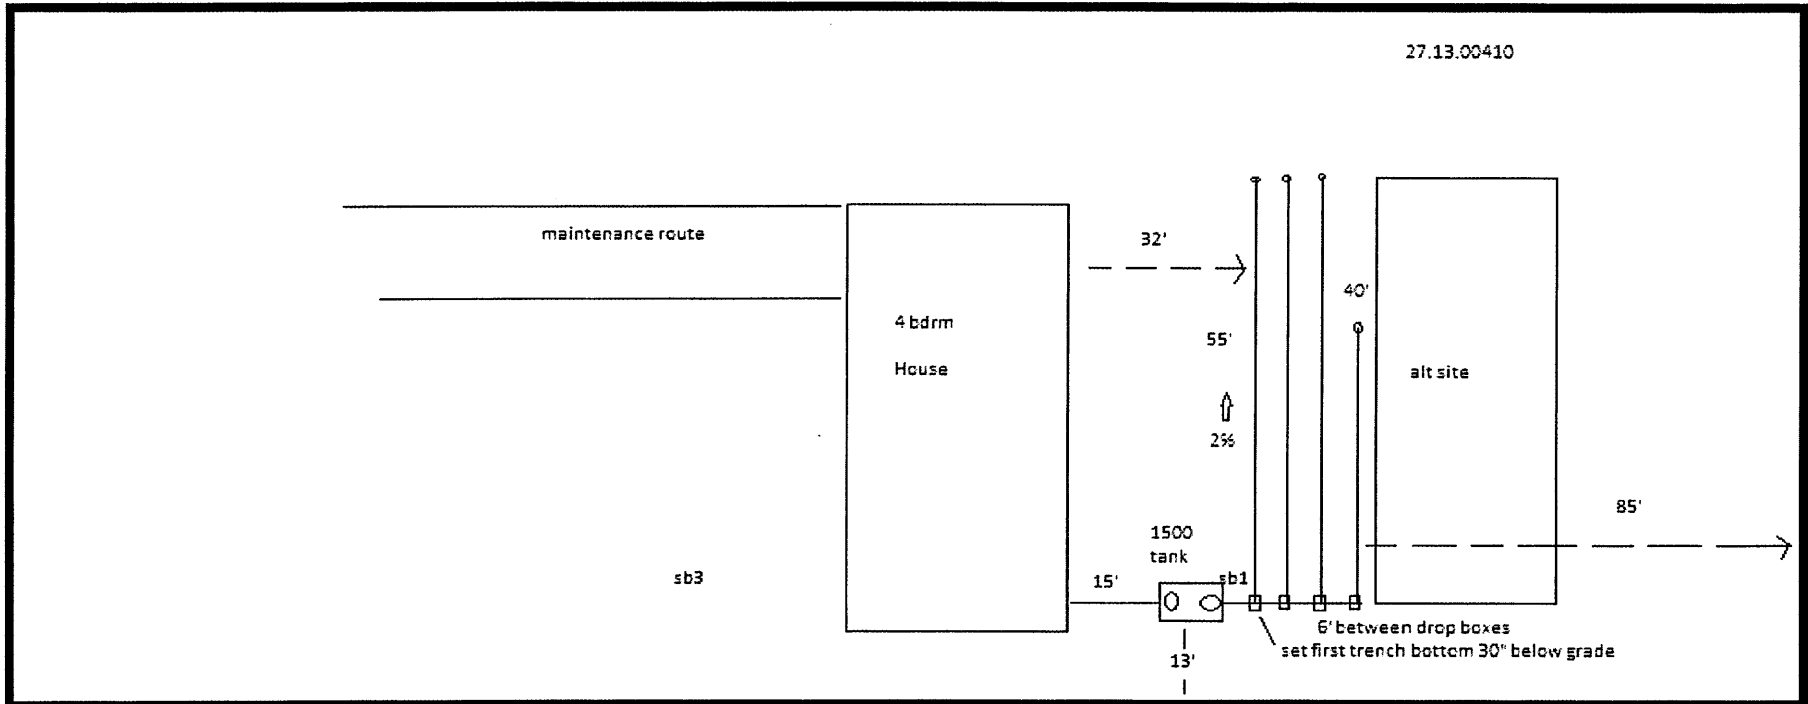 27.13.00410
maintenance route
32'
40'
4 bdrm
House
55'
alt site
2%
85'
1500
tank
sb3
15'
sb1
6' between drop boxes
set first trench bottom 30" below grade
13'